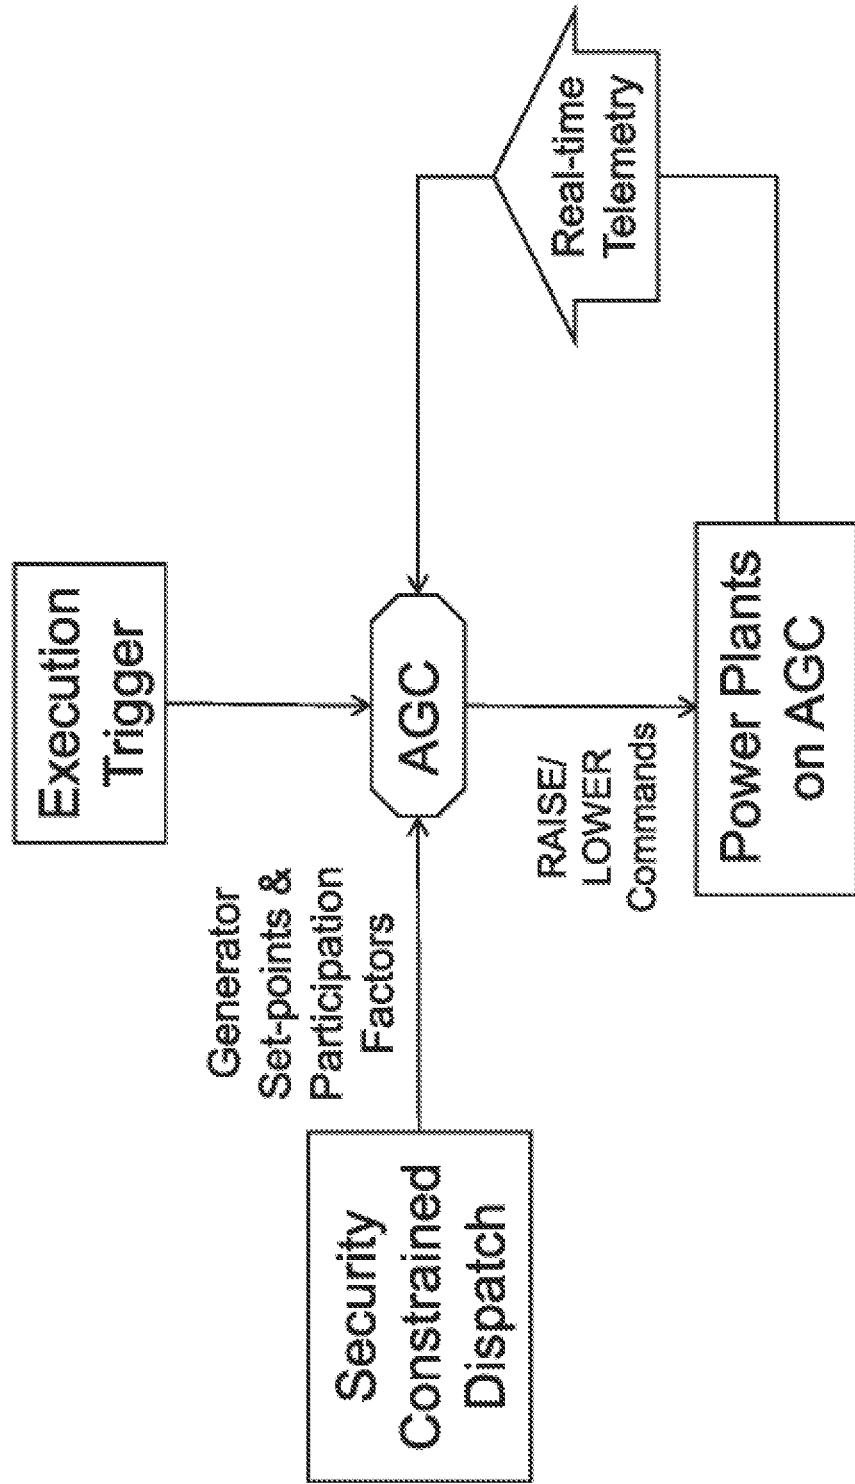 Execution
Trigger
Generator
Set-points &
Participation
Factors
Security
Constrained
Dispatch
AGC
RAISE/
LOWER
Commands
Power Plants
on AGC
Real-time
Telemetry